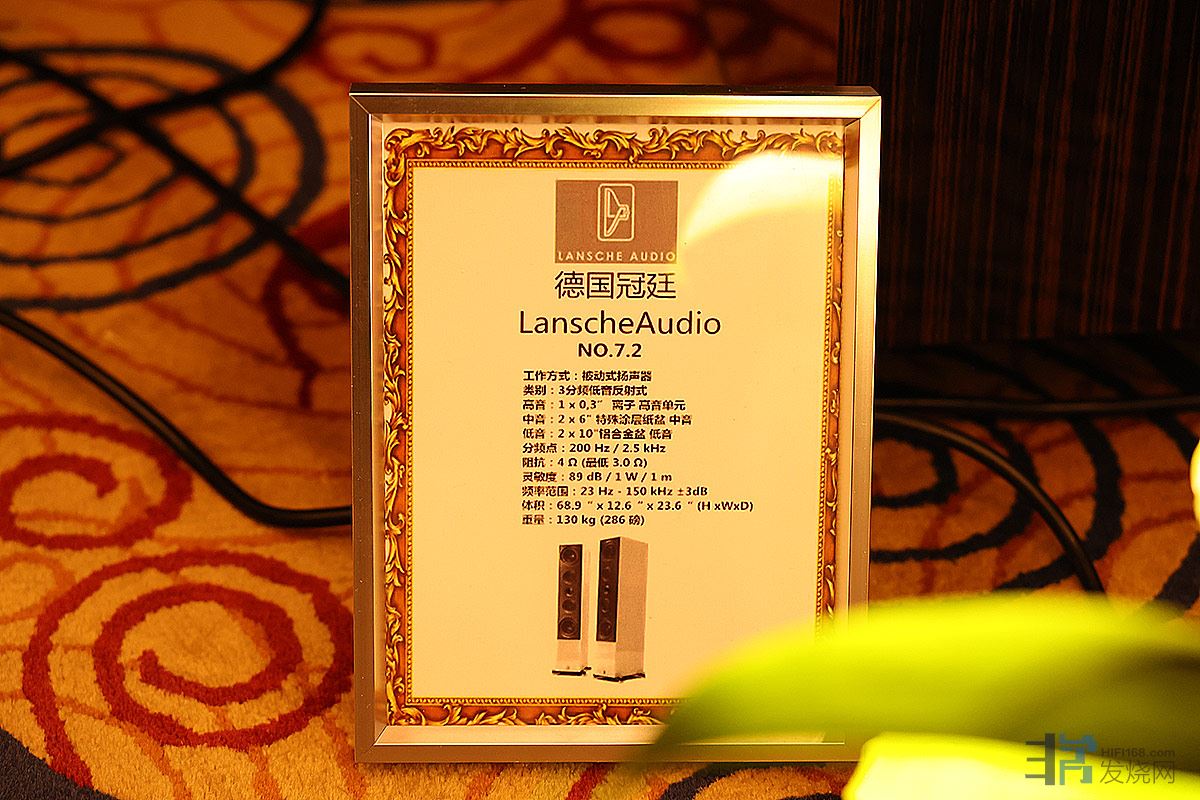 LANSCHE AUDIO
德国冠廷
LanscheAudio
NO.7.2
工作方式：被动式扬声器
类别：3分频低音反射式
高音：1 x 0,3” 离子 高音单元
中音：2 x 6" 特殊涂层纸盆 中音
低音：2 x 10"铝合金盆 低音
分频点：200 Hz / 2.5 kHz
阻抗：4 Ω (最低 3.0 Ω)
灵敏度：89 dB / 1 W / 1 m
频率范围：23 Hz - 150 kHz ±3dB
体积：68.9 “ x 12.6 “ x 23.6 “ (H xWxD)
重量：130 kg (286 磅)
HIFI168.com
发烧网